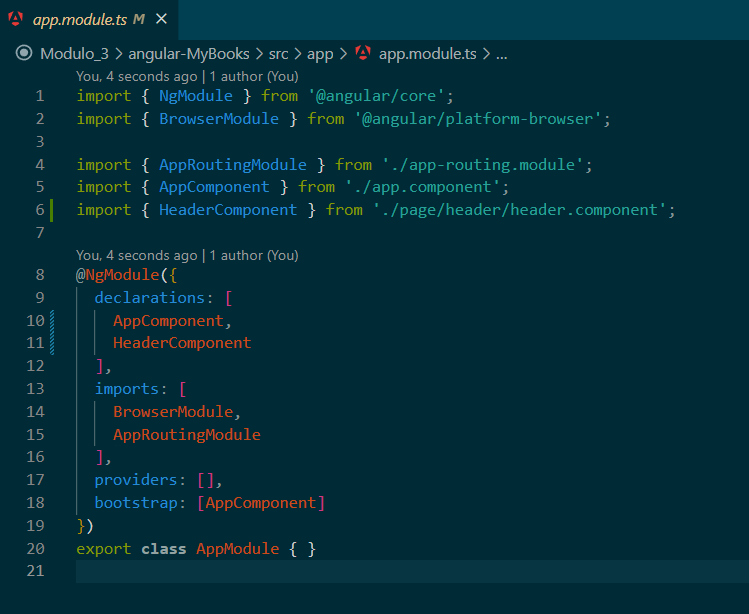 app.module.ts M ×
Modulo_3 > angular-MyBooks > src > app > app.module.ts > ...
You, 4 seconds ago | 1 author (You)
1 import { NgModule } from '@angular/core';
2 import { BrowserModule } from '@angular/platform-browser';
3
4 import { AppRoutingModule } from './app-routing.module';
5 import { AppComponent } from './app.component';
6 import { HeaderComponent } from './page/header/header.component';
7
You, 4 seconds ago | 1 author (You)
8 @NgModule({
9   declarations: [
10     AppComponent,
11     HeaderComponent
12   ],
13   imports: [
14     BrowserModule,
15     AppRoutingModule
16   ],
17   providers: [],
18   bootstrap: [AppComponent]
19 })
20 export class AppModule { }
21